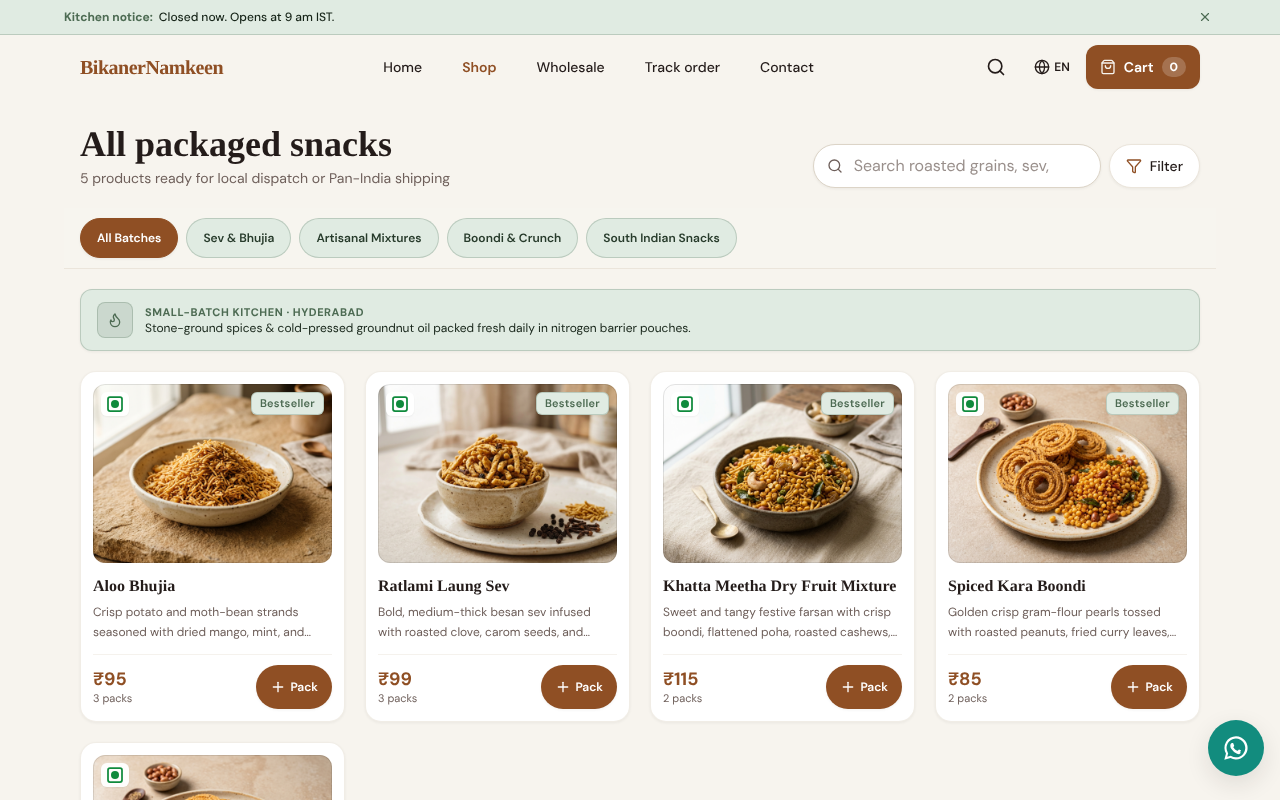 Kitchen notice: Closed now. Opens at 9 am IST.
BikanerNamkeen
Home
Shop
Wholesale
Track order
Contact
EN
Cart 0
All packaged snacks
5 products ready for local dispatch or Pan-India shipping
Search roasted grains, sev,
Filter
All Batches
Sev & Bhujia
Artisanal Mixtures
Boondi & Crunch
South Indian Snacks
SMALL-BATCH KITCHEN · HYDERABAD
Stone-ground spices & cold-pressed groundnut oil packed fresh daily in nitrogen barrier pouches.
Bestseller
Aloo Bhujia
Crisp potato and moth-bean strands
seasoned with dried mango, mint, and…
₹95
3 packs
Pack
Bestseller
Ratlami Laung Sev
Bold, medium-thick besan sev infused
with roasted clove, carom seeds, and…
₹99
3 packs
Pack
Bestseller
Khatta Meetha Dry Fruit Mixture
Sweet and tangy festive farsan with crisp
boondi, flattened poha, roasted cashews,…
₹115
2 packs
Pack
Bestseller
Spiced Kara Boondi
Golden crisp gram-flour pearls tossed
with roasted peanuts, fried curry leaves,…
₹85
2 packs
Pack